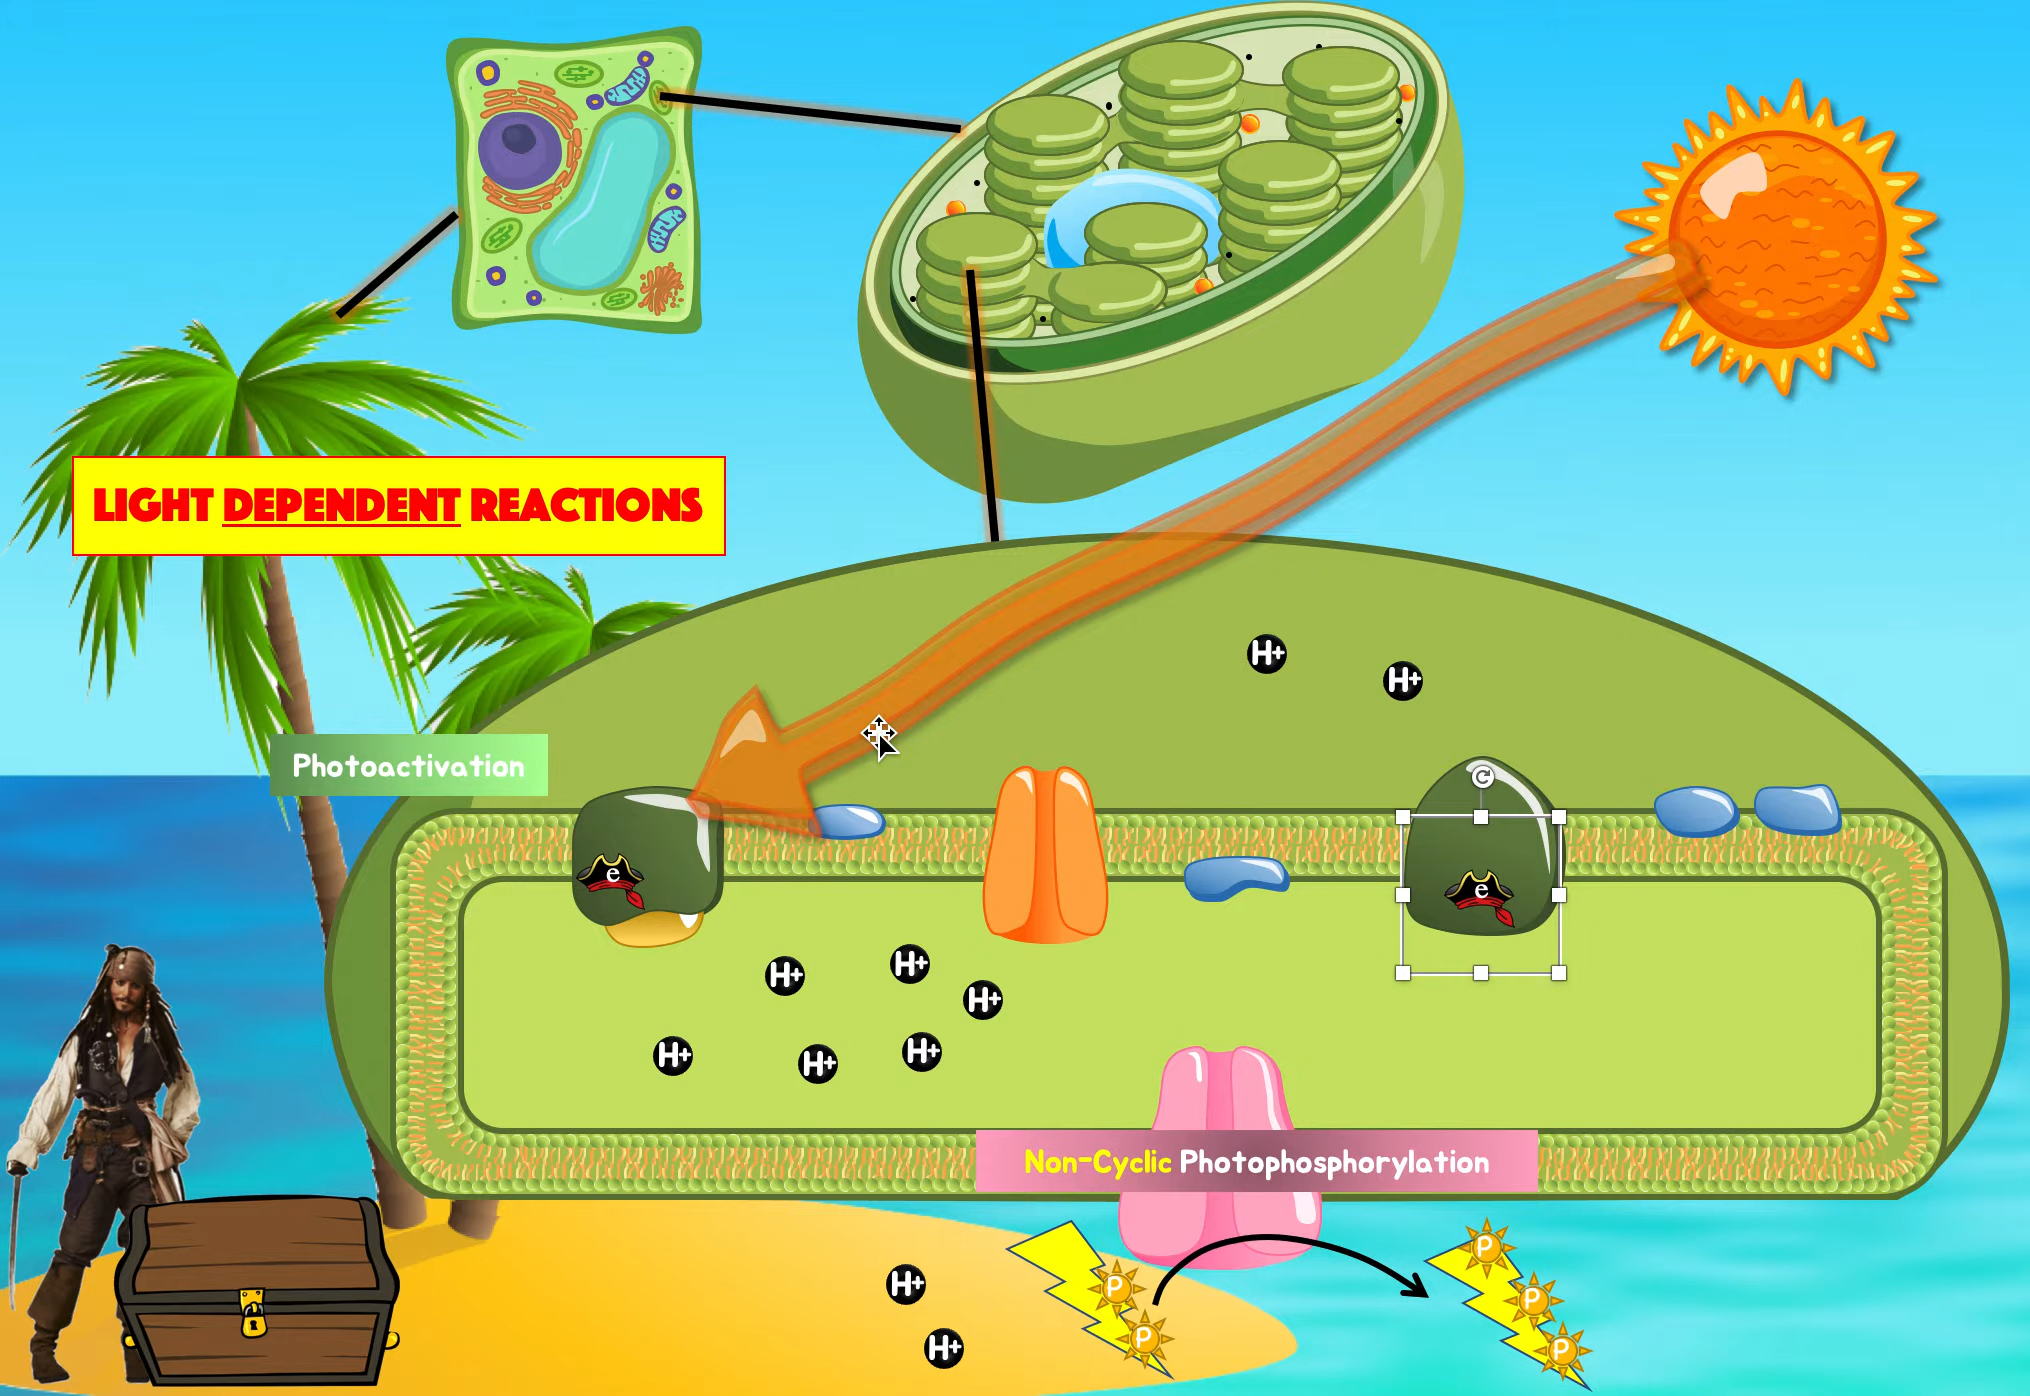 LIGHT DEPENDENT REACTIONS
H+
H+
Photoactivation
e
e
H+
H+
H+
H+
H+
H+
Non-Cyclic Photophosphorylation
P
H+
P
P
P
H+
P